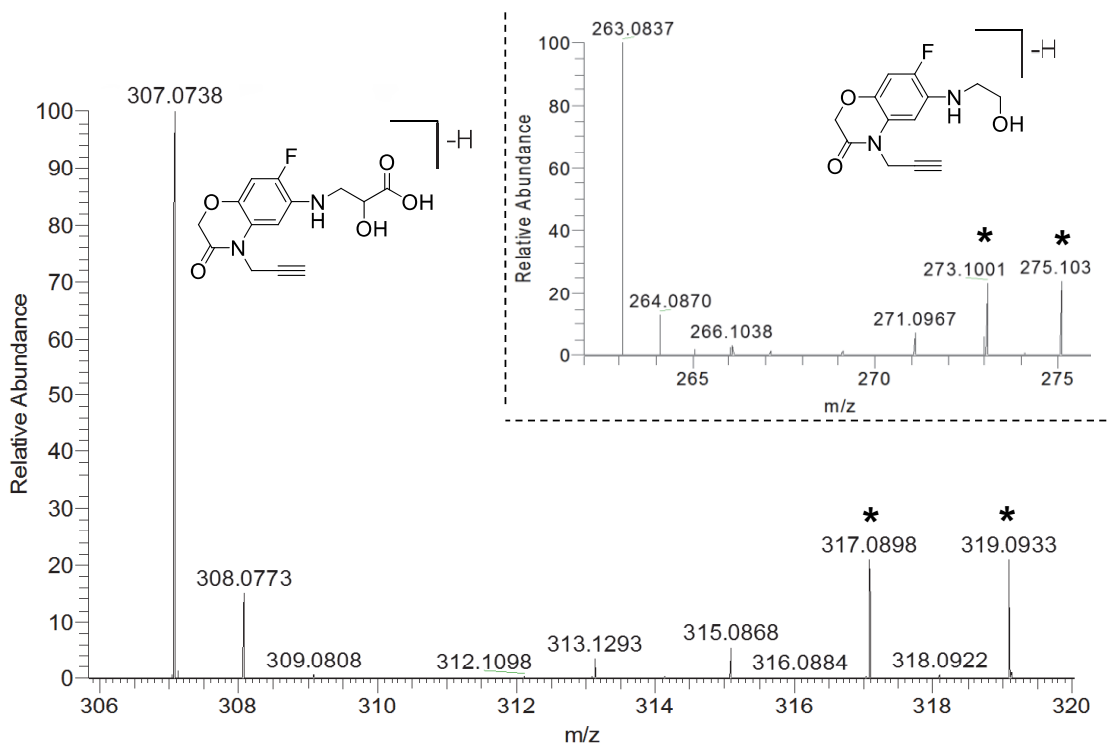 263.0837
100
80
60
40
20
0
Relative Abundance
264.0870
266.1038
271.0967
*
273.1001
*
275.103
265
270
275
m/z
F
O
N
H
OH
O
N
-H
307.0738
100
90
80
70
60
50
40
30
20
10
0
Relative Abundance
F
O
N
H
O
OH
OH
O
N
-H
308.0773
309.0808
312.1098
313.1293
315.0868
316.0884
*
317.0898
318.0922
*
319.0933
306
308
310
312
314
316
318
320
m/z